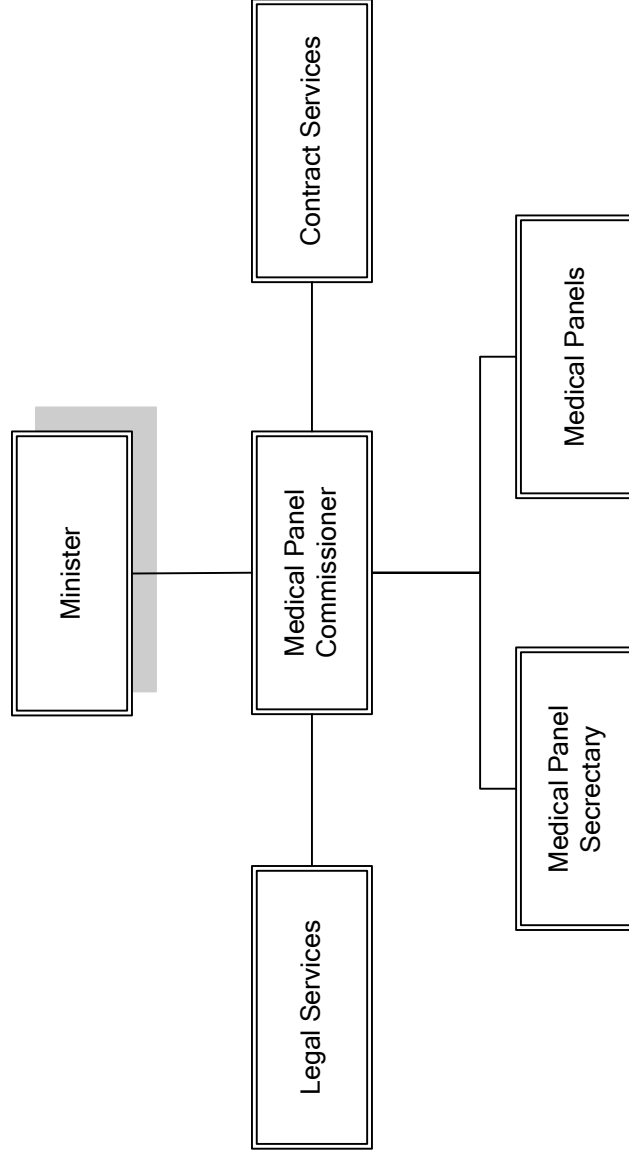 Minister
Legal Services
Medical Panel
Commissioner
Contract Services
Medical Panel
Secrectary
Medical Panels